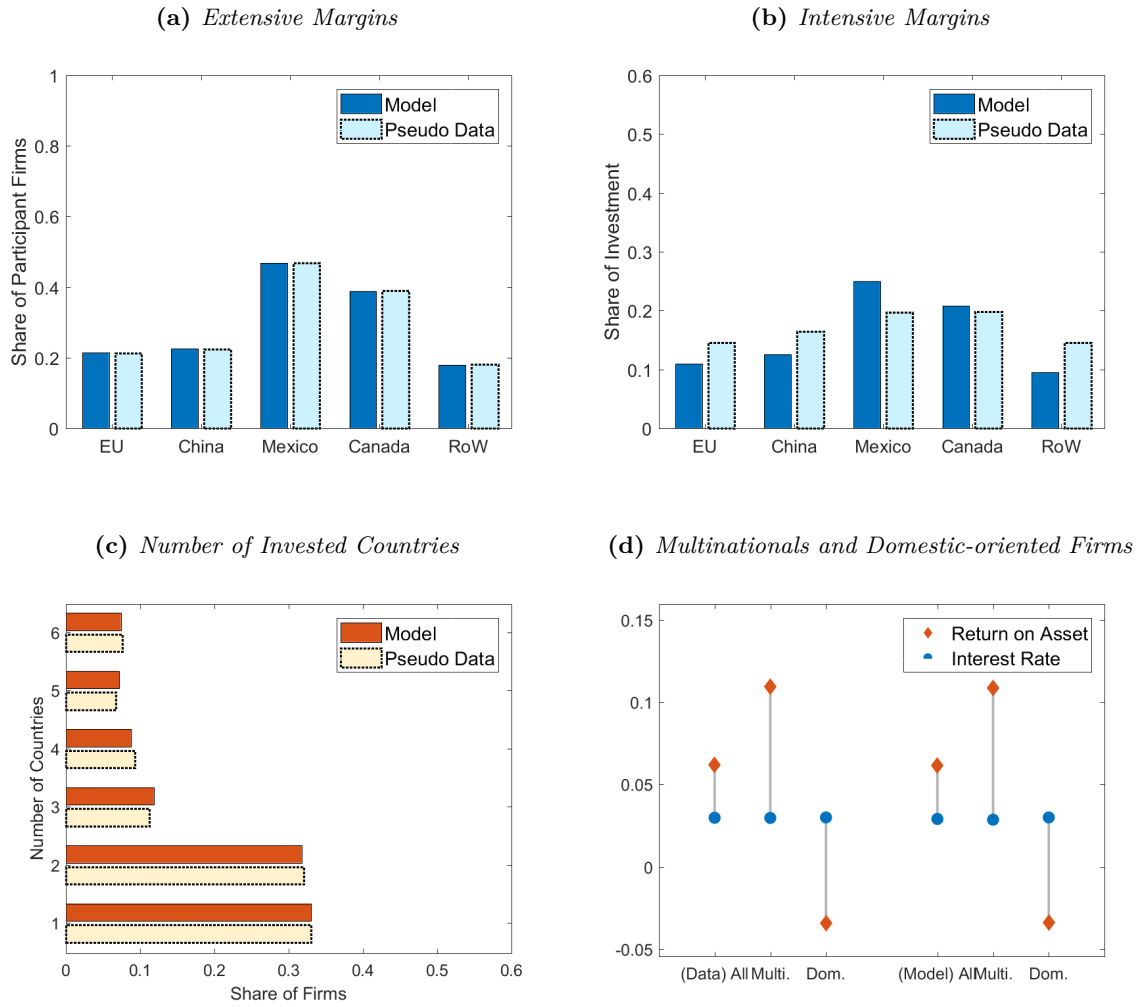 (a) Extensive Margins
1
0.8
0.6
0.4
0.2
0
Share of Participant Firms
Model
Pseudo Data
EU China Mexico Canada RoW
(b) Intensive Margins
0.6
0.5
0.4
0.3
0.2
0.1
0
Share of Investment
Model
Pseudo Data
EU China Mexico Canada RoW
(c) Number of Invested Countries
6
5
4
3
2
1
Number of Countries
Model
Pseudo Data
0 0.1 0.2 0.3 0.4 0.5 0.6
Share of Firms
(d) Multinationals and Domestic-oriented Firms
0.15
0.1
0.05
0
-0.05
Return on Asset
Interest Rate
(Data) All Multi. Dom. (Model) All Multi. Dom.